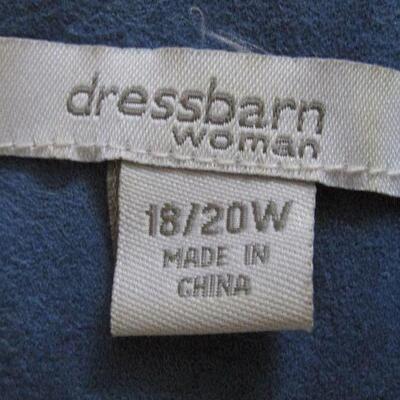 dressbarn
woman
18/20W
MADE IN
CHINA